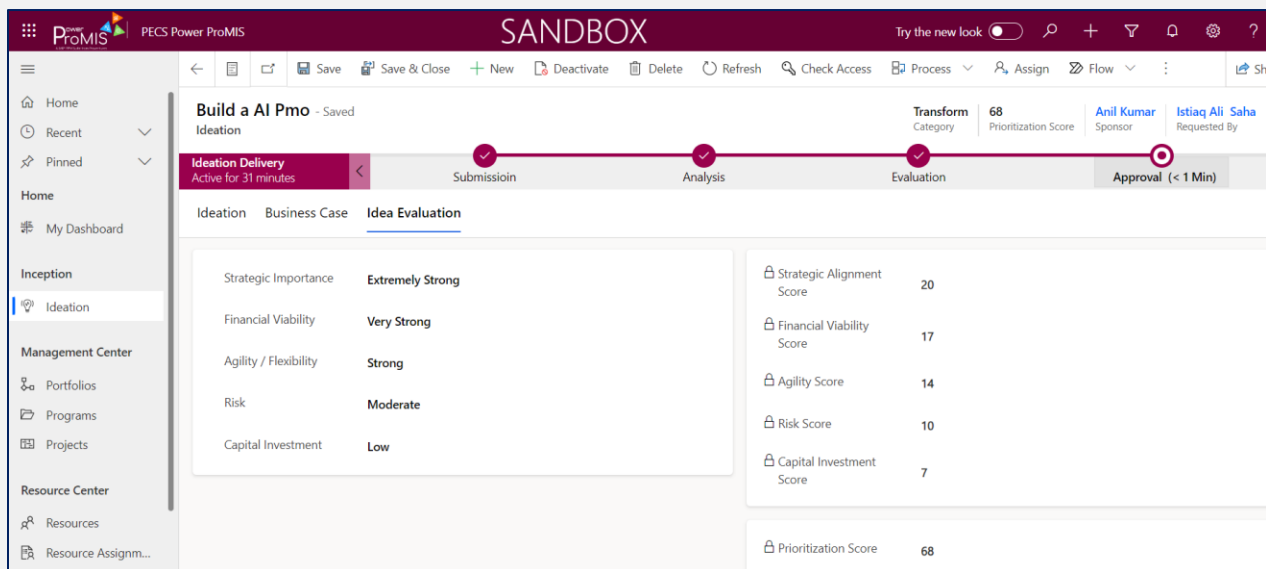 Power
ProMIS
PECS Power ProMIS
SANDBOX
Try the new look
Save
Save & Close
New
Deactivate
Delete
Refresh
Check Access
Process
Assign
Flow
Sh
Home
Recent
Pinned
Home
My Dashboard
Inception
Ideation
Management Center
Portfolios
Programs
Projects
Resource Center
Resources
Resource Assignm...
Build a AI Pmo - Saved
Ideation
Transform
Category
68
Prioritization Score
Anil Kumar
Sponsor
Istiaq Ali Saha
Requested By
Ideation Delivery
Active for 31 minutes
Submissioin
Analysis
Evaluation
Approval (< 1 Min)
Ideation Business Case Idea Evaluation
Strategic Importance Extremely Strong
Financial Viability Very Strong
Agility / Flexibility Strong
Risk Moderate
Capital Investment Low
Strategic Alignment
Score
20
Financial Viability
Score
17
Agility Score 14
Risk Score 10
Capital Investment
Score
7
Prioritization Score 68